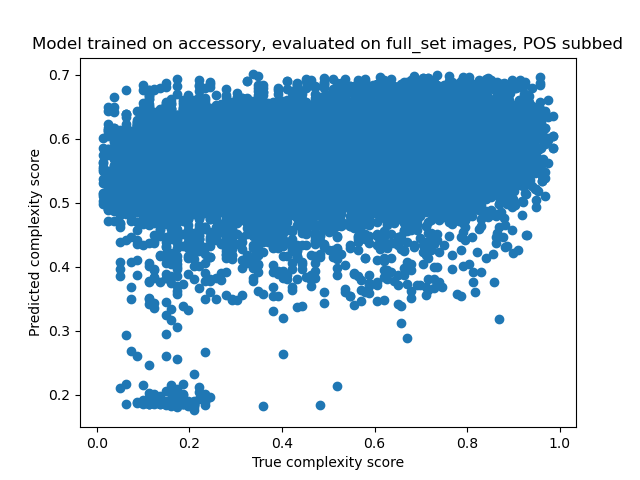 Model trained on accessory, evaluated on full_set images, POS subbed
0.7
0.6
0.5
0.4
0.3
0.2
Predicted complexity score
0.0 0.2 0.4 0.6 0.8 1.0
True complexity score